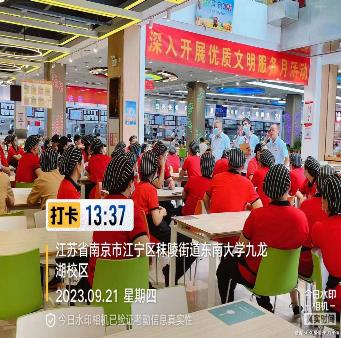 深入开展优质文明服务月活动
打卡 13:37
江苏省南京市江宁区秣陵街道东南大学九龙
湖校区
2023.09.21 星期四
今日水印相机已验证考勤信息真实性
今日水印
相机